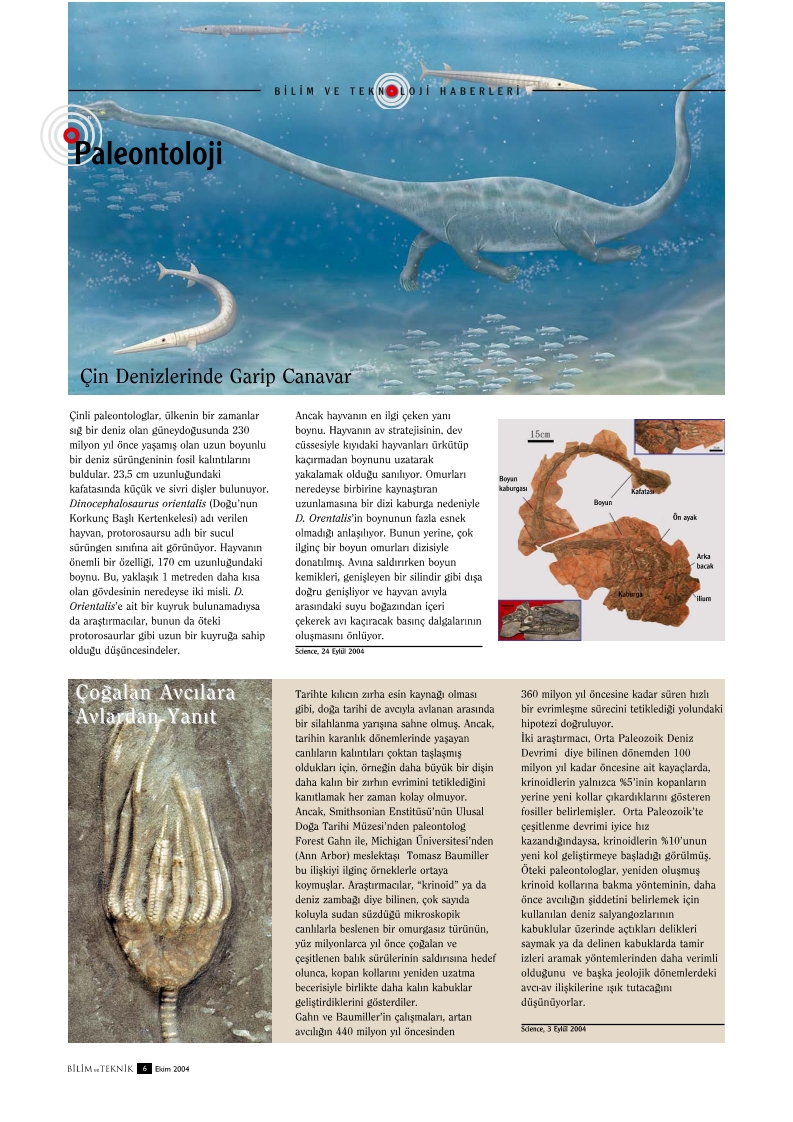 BİLİM VE TEKNOLOJİ HABERLERİ
Paleontoloji
Çin Denizlerinde Garip Canavar
Çinli paleontologlar, ülkenin bir zamanlar
sığ bir deniz olan güneydoğusunda 230
milyon yıl önce yaşamış olan uzun boyunlu
bir deniz sürüngeninin fosil kalıntılarını
buldular. 23,5 cm uzunluğundaki
kafatasında küçük ve sivri dişler bulunuyor.
Dinocephalosaurus orientalis (Doğu'nun
Korkunç Başlı Kertenkelesi) adı verilen
hayvan, protorosaursu adlı bir sucul
sürüngen sınıfına ait görünüyor. Hayvanın
önemli bir özelliği, 170 cm uzunluğundaki
boynu. Bu, yaklaşık 1 metreden daha kısa
olan gövdesinin neredeyse iki misli. D.
Orientalis'e ait bir kuyruk bulunamadıysa
da araştırmacılar, bunun da öteki
protorosaurlar gibi uzun bir kuyruğa sahip
olduğu düşüncesindeler.
Ancak hayvanın en ilgi çeken yanı
boynu. Hayvanın av stratejisinin, dev
cüssesiyle kıyıdaki hayvanları ürkütüp
kaçırmadan boynunu uzatarak
yakalamak olduğu sanılıyor. Omurları
neredeyse birbirine kaynaştıran
uzunlamasına bir dizi kaburga nedeniyle
D. Orentalis'in boynunun fazla esnek
olmadığı anlaşılıyor. Bunun yerine, çok
ilginç bir boyun omurları dizisiyle
donatılmış. Avına saldırırken boyun
kemikleri, genişleyen bir silindir gibi dışa
doğru genişliyor ve hayvan avıyla
arasındaki suyu boğazından içeri
çekerek avı kaçıracak basınç dalgalarının
oluşmasını önlüyor.
Science, 24 Eylül 2004
15cm
Boyun
kaburgası
Kafatası
Boyun
Ön ayak
Arka
bacak
Kaburga
ilium
Çoğalan Avcılara
Avlardan Yanıt
Tarihte kılıcın zırha esin kaynağı olması
gibi, doğa tarihi de avcıyla avlanan arasında
bir silahlanma yarışına sahne olmuş. Ancak,
tarihin karanlık dönemlerinde yaşayan
canlıların kalıntıları çoktan taşlaşmış
oldukları için, örneğin daha büyük bir dişin
daha kalın bir zırhın evrimini tetiklediğini
kanıtlamak her zaman kolay olmuyor.
Ancak, Smithsonian Enstitüsü'nün Ulusal
Doğa Tarihi Müzesi'nden paleontolog
Forest Gahn ile, Michigan Üniversitesi'nden
(Ann Arbor) meslektaşı Tomasz Baumiller
bu ilişkiyi ilginç örneklerle ortaya
koymuşlar. Araştırmacılar, "krinoid" ya da
deniz zambağı diye bilinen, çok sayıda
koluyla sudan süzdüğü mikroskopik
canlılarla beslenen bir omurgasız türünün,
yüz milyonlarca yıl önce çoğalan ve
çeşitlenen balık sürülerinin saldırısına hedef
olunca, kopan kollarını yeniden uzatma
becerisiyle birlikte daha kalın kabuklar
geliştirdiklerini gösterdiler.
Gahn ve Baumiller'in çalışmaları, artan
avcılığın 440 milyon yıl öncesinden
360 milyon yıl öncesine kadar süren hızlı
bir evrimleşme sürecini tetiklediği yolundaki
hipotezi doğruluyor.
İki araştırmacı, Orta Paleozoik Deniz
Devrimi diye bilinen dönemden 100
milyon yıl kadar öncesine ait kayaçlarda,
krinoidlerin yalnızca %5'inin kopanların
yerine yeni kollar çıkardıklarını gösteren
fosiller belirlemişler. Orta Paleozoik'te
çeşitlenme devrimi iyice hız
kazandığındaysa, krinoidlerin %10'unun
yeni kol geliştirmeye başladığı görülmüş.
Öteki paleontologlar, yeniden oluşmuş
krinoid kollarına bakma yönteminin, daha
önce avcılığın şiddetini belirlemek için
kullanılan deniz salyangozlarının
kabuklular üzerinde açtıkları delikleri
saymak ya da delinen kabuklarda tamir
izleri aramak yöntemlerinden daha verimli
olduğunu ve başka jeolojik dönemlerdeki
avcı-av ilişkilerine ışık tutacağını
düşünüyorlar.
Science, 3 Eylül 2004
BİLİM ve TEKNİK 6 Ekim 2004